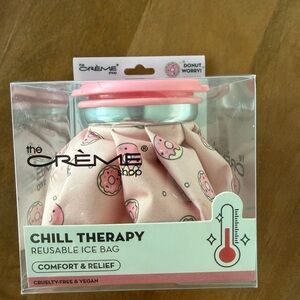 the
CRÈME®
shop
DONUT
WORRY!
the
CRÈME®
shop
CHILL THERAPY
REUSABLE ICE BAG
COMFORT & RELIEF
CRUELTY-FREE & VEGAN